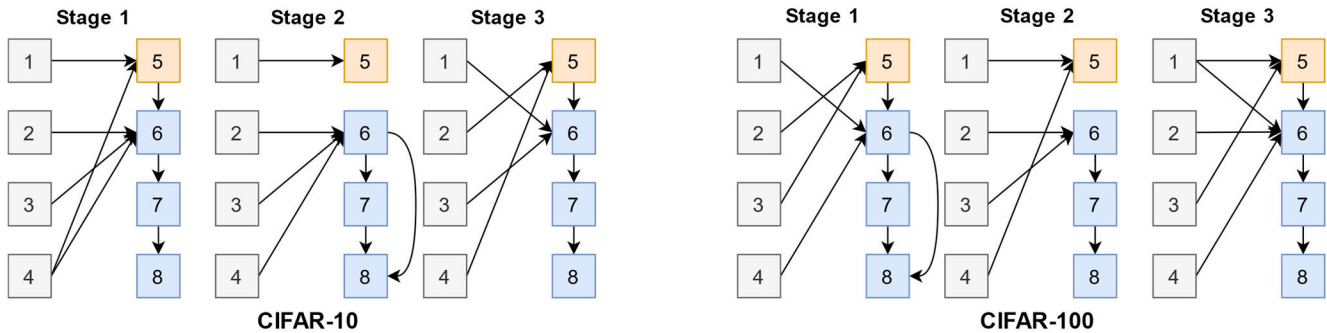 Stage 1 Stage 2 Stage 3 Stage 1 Stage 2 Stage 3
1 5 1 5 1 5 1 5 1 5 1 5
2 6 2 6 2 6 2 6 2 6 2 6
3 7 3 7 3 7 3 7 3 7 3 7
4 8 4 8 4 8 4 8 4 8 4 8
CIFAR-10 CIFAR-100